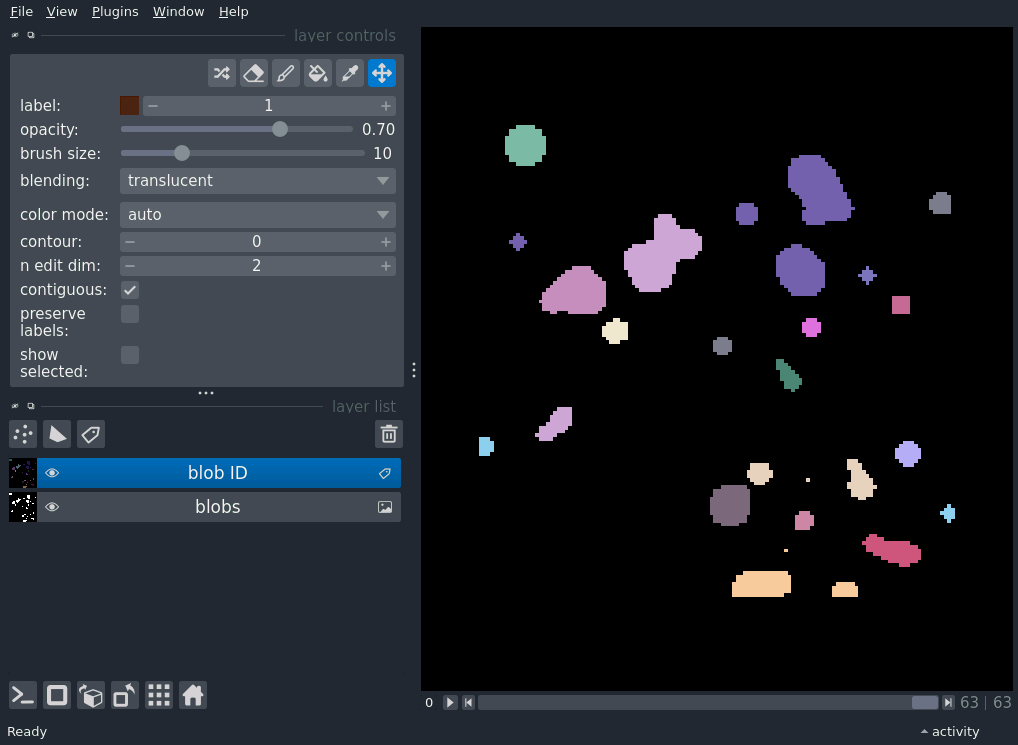 File View Plugins Window Help
layer controls
label: 1
opacity: 0.70
brush size: 10
blending: translucent
color mode: auto
contour: 0
n edit dim: 2
contiguous:
preserve
labels:
show
selected:
layer list
blob ID
blobs
0 63 | 63
Ready activity